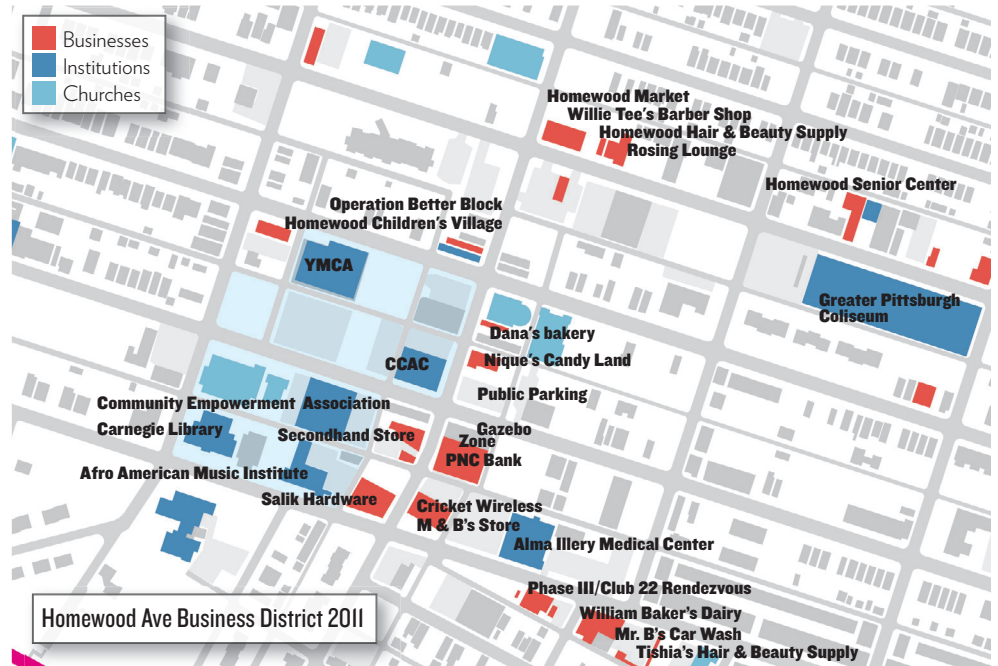 Businesses
Institutions
Churches
Homewood Market
Willie Tee's Barber Shop
Homewood Hair & Beauty Supply
Rosing Lounge
Homewood Senior Center
Operation Better Block
Homewood Children's Village
YMCA
Greater Pittsburgh
Coliseum
Dana's bakery
CCAC
Nique's Candy Land
Public Parking
Community Empowerment Association
Carnegie Library
Secondhand Store
Gazebo
Zone
PNC Bank
Afro American Music Institute
Salik Hardware
Cricket Wireless
M & B's Store
Alma Illery Medical Center
Phase III/Club 22 Rendezvous
William Baker's Dairy
Mr. B's Car Wash
Tishia's Hair & Beauty Supply
Homewood Ave Business District 2011